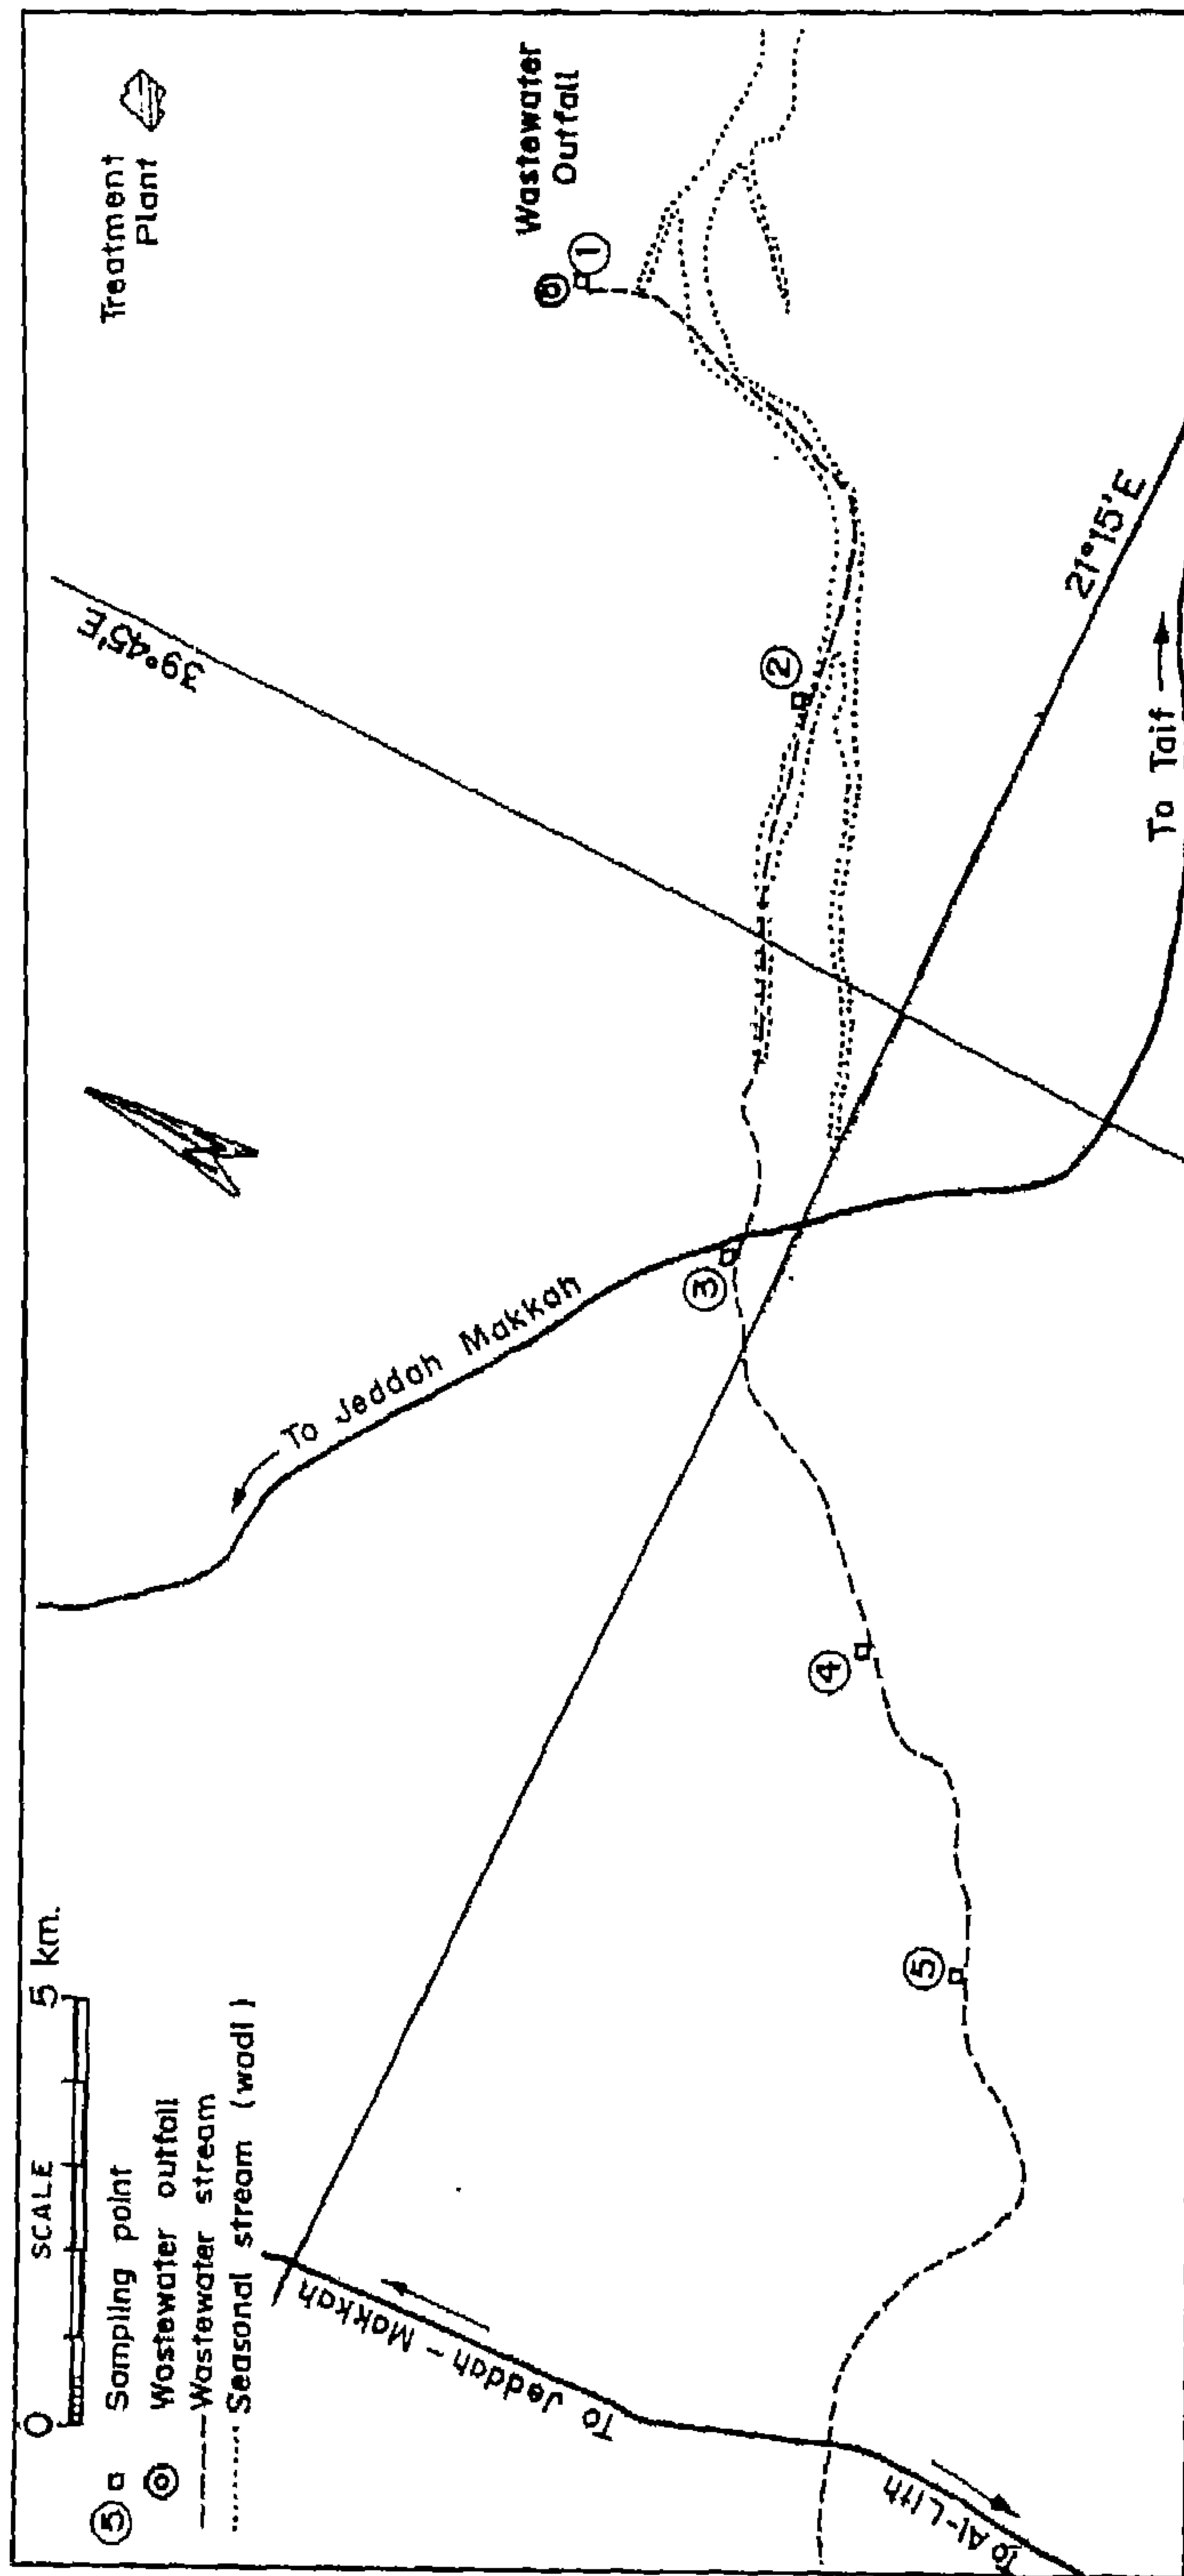 0 SCALE 5 km.
⑤ Sampling point
Wastewater outfall
Wastewater stream
Seasonal stream (wadi)
Treatment
Plant
Wastewater
Outfall
①
39°45'E
②
To Jeddah Makkah
③
21°15'E
To Taif
④
⑤
To Jeddah - Makkah
To Al-Lith